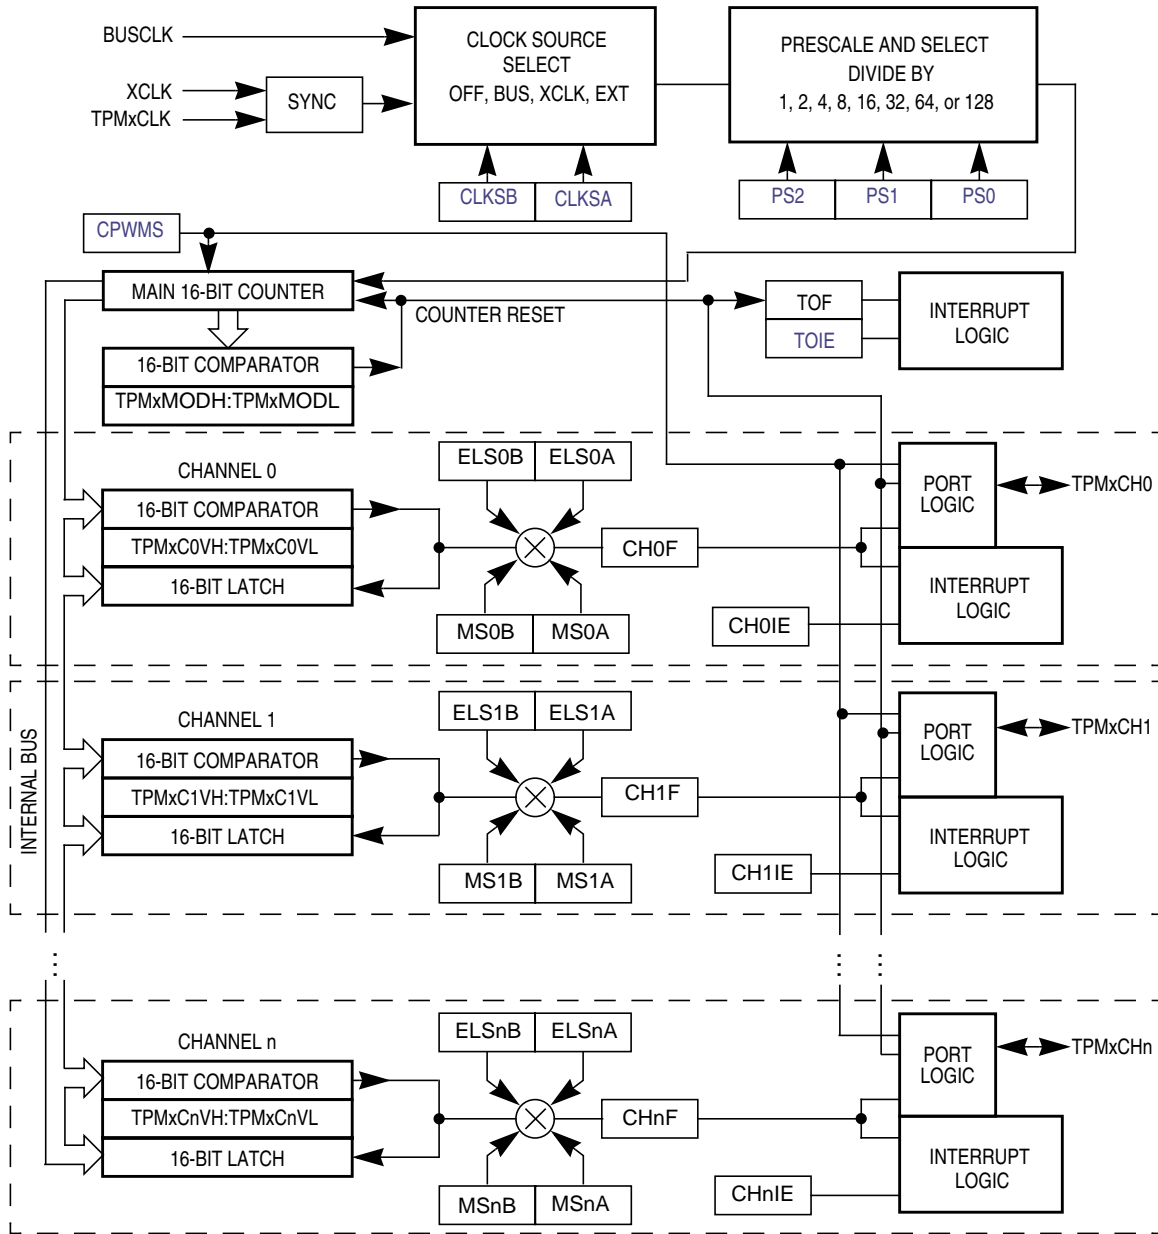 BUSCLK
XCLK
TPMxCLK
SYNC
CLOCK SOURCE
SELECT
OFF, BUS, XCLK, EXT
PRESCALE AND SELECT
DIVIDE BY
1, 2, 4, 8, 16, 32, 64, or 128
CLKSB
CLKSA
PS2
PS1
PS0
CPWMS
MAIN 16-BIT COUNTER
COUNTER RESET
TOF
TOIE
INTERRUPT
LOGIC
16-BIT COMPARATOR
TPMxMODH:TPMxMODL
INTERNAL BUS
CHANNEL 0
16-BIT COMPARATOR
TPMxC0VH:TPMxC0VL
16-BIT LATCH
ELS0B
ELS0A
MS0B
MS0A
CH0F
CH0IE
PORT
LOGIC
INTERRUPT
LOGIC
TPMxCH0
CHANNEL 1
16-BIT COMPARATOR
TPMxC1VH:TPMxC1VL
16-BIT LATCH
ELS1B
ELS1A
MS1B
MS1A
CH1F
CH1IE
PORT
LOGIC
INTERRUPT
LOGIC
TPMxCH1
CHANNEL n
16-BIT COMPARATOR
TPMxCnVH:TPMxCnVL
16-BIT LATCH
ELSnB
ELSnA
MSnB
MSnA
CHnF
CHnIE
PORT
LOGIC
INTERRUPT
LOGIC
TPMxCHn